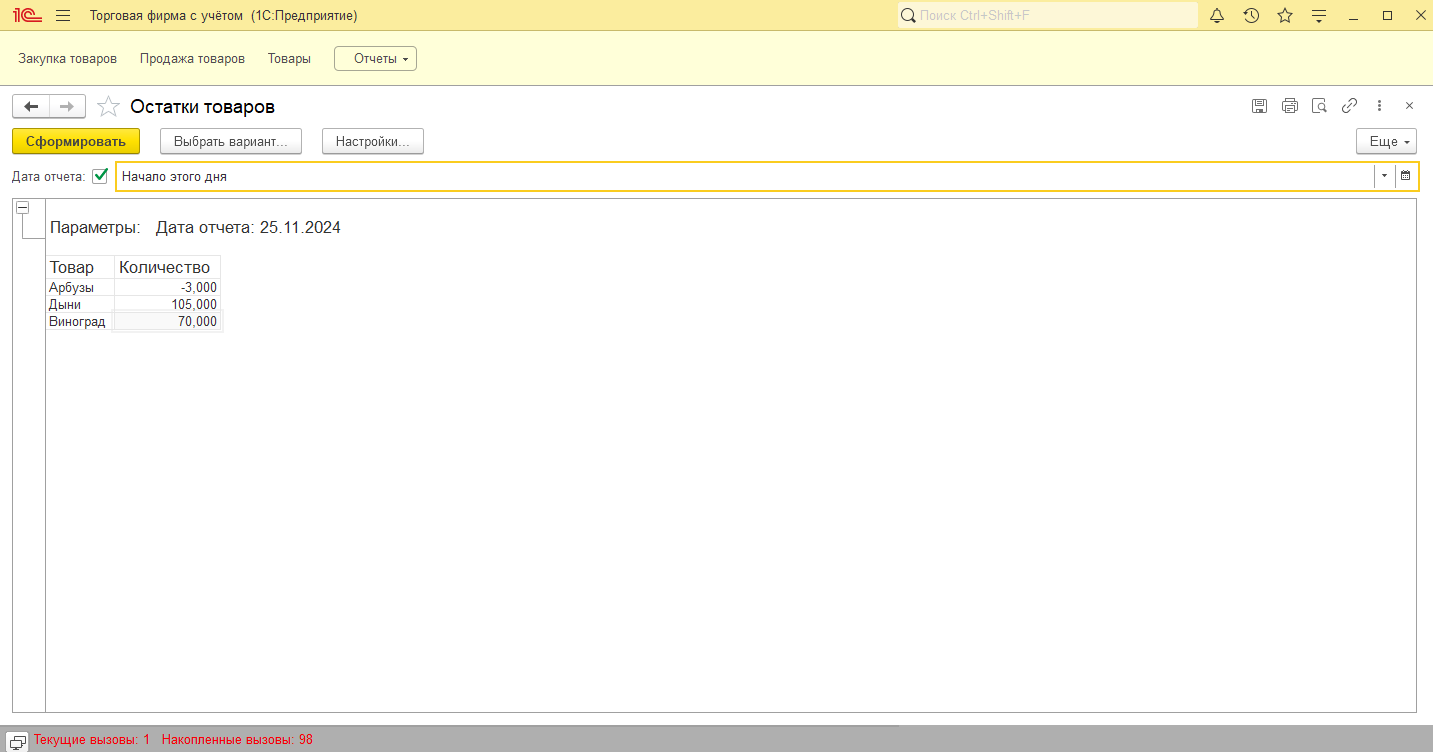 1С Торговая фирма с учётом (1С:Предприятие) Поиск Ctrl+Shift+F
Закупка товаров Продажа товаров Товары Отчеты
Остатки товаров
Сформировать Выбрать вариант... Настройки... Еще
Дата отчета: Начало этого дня
Параметры: Дата отчета: 25.11.2024
Товар Количество
Арбузы -3,000
Дыни 105,000
Виноград 70,000
Текущие вызовы: 1 Накопленные вызовы: 98